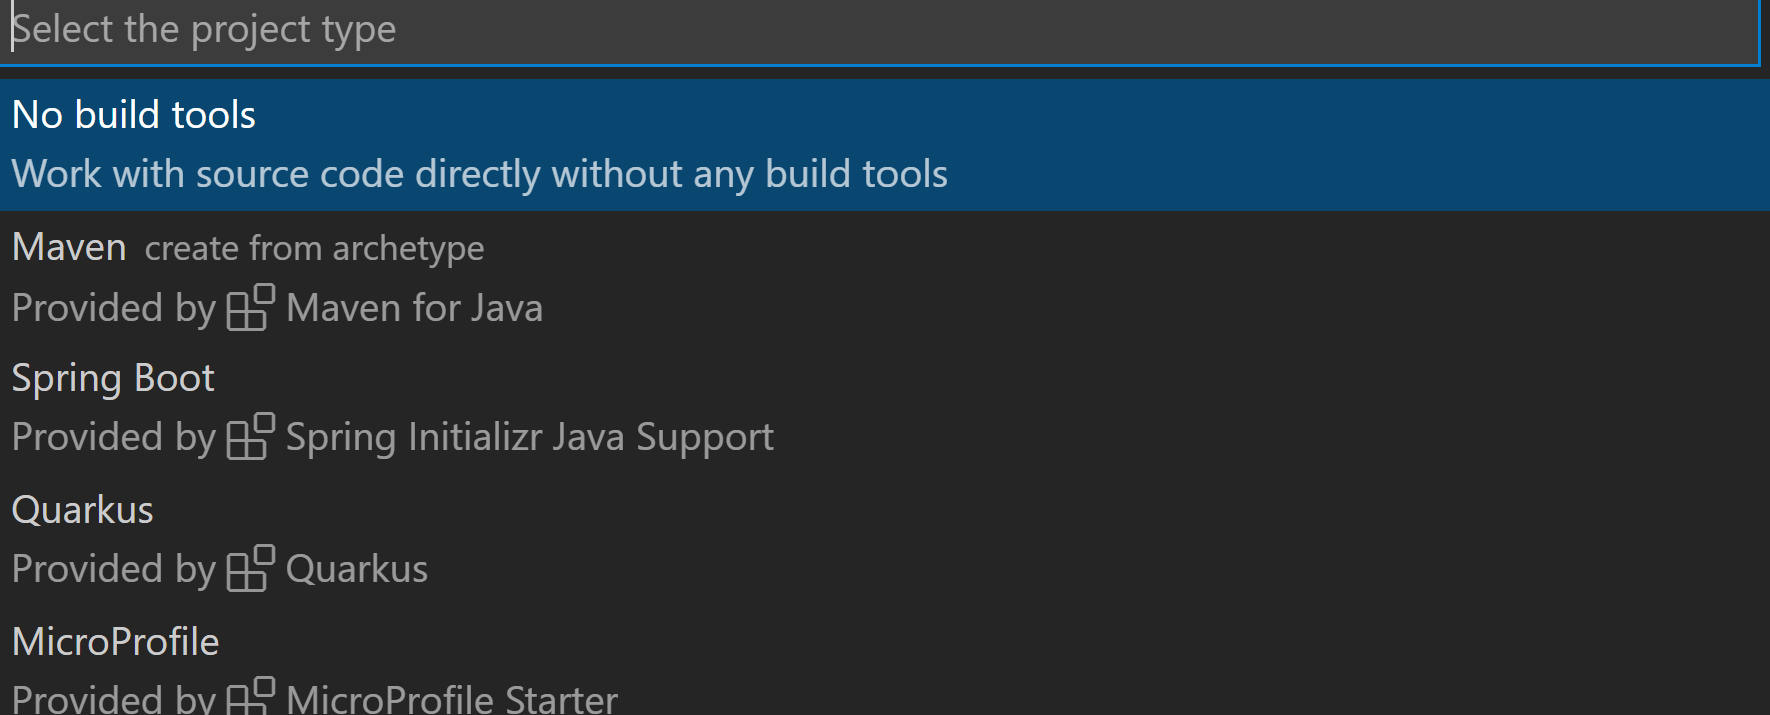 Select the project type
No build tools
Work with source code directly without any build tools
Maven create from archetype
Provided by Maven for Java
Spring Boot
Provided by Spring Initializr Java Support
Quarkus
Provided by Quarkus
MicroProfile
Provided by MicroProfile Starter